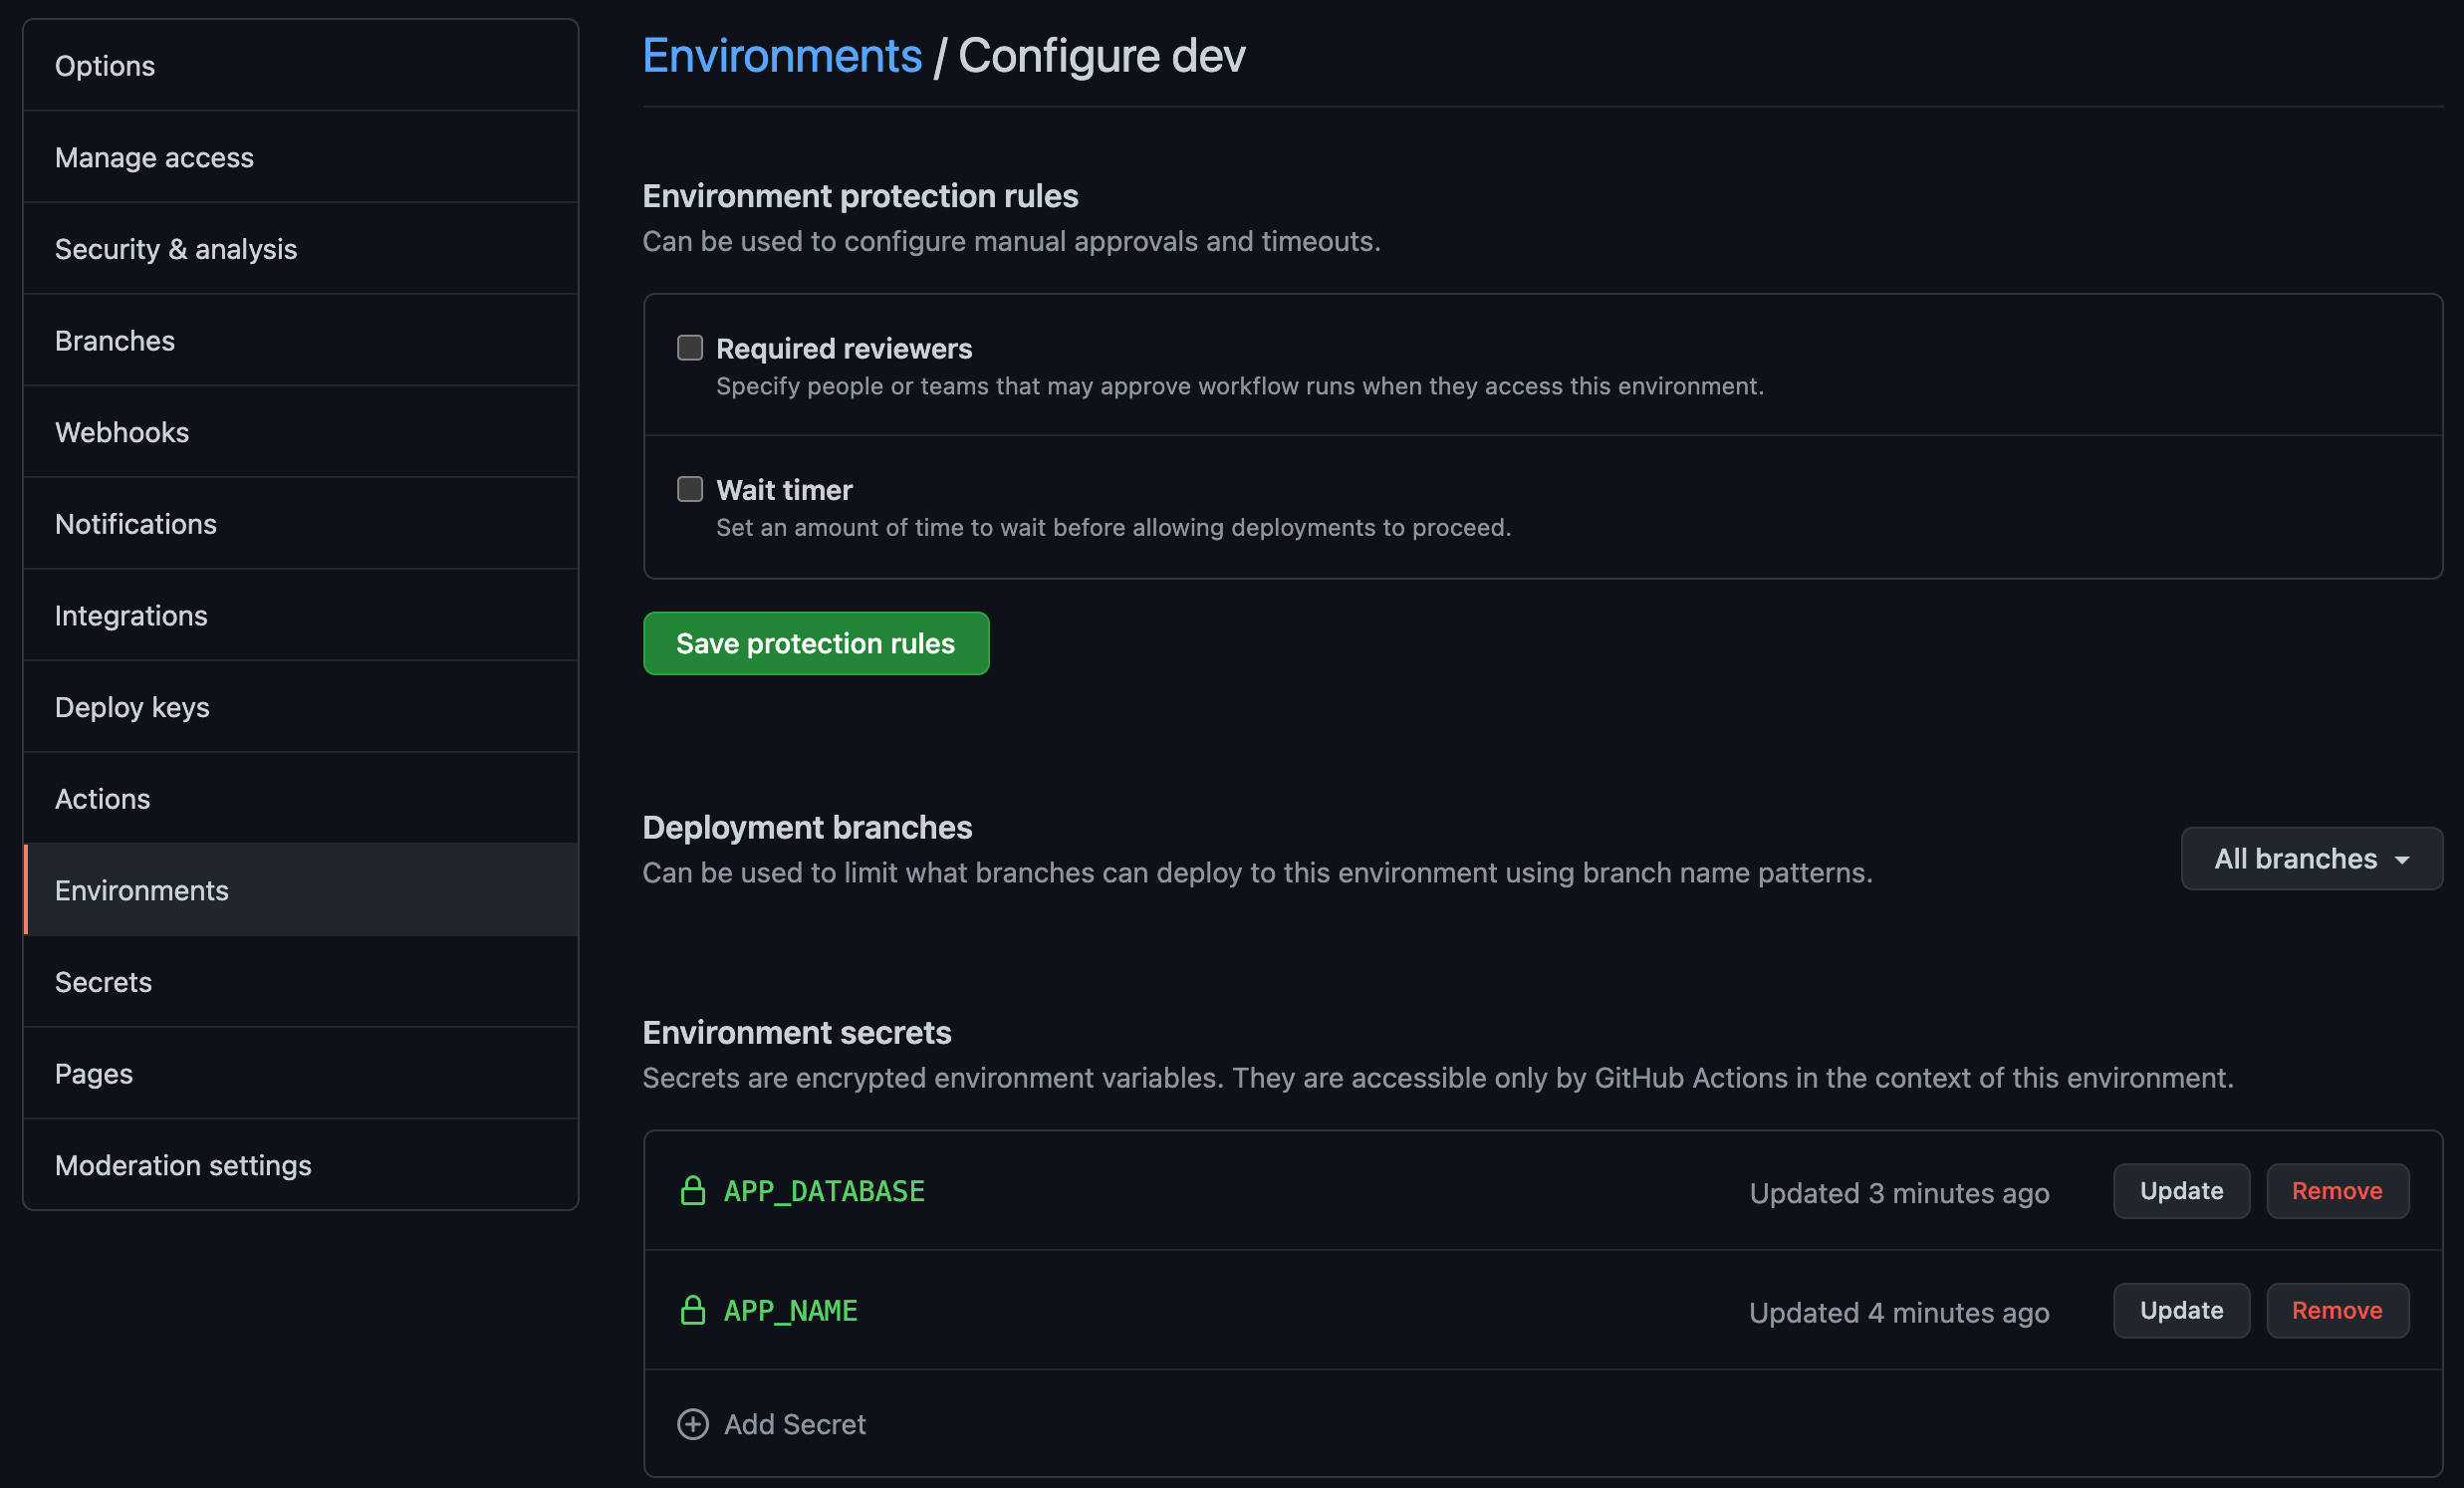 Options
Manage access
Security & analysis
Branches
Webhooks
Notifications
Integrations
Deploy keys
Actions
Environments
Secrets
Pages
Moderation settings
Environments / Configure dev
Environment protection rules
Can be used to configure manual approvals and timeouts.
Required reviewers
Specify people or teams that may approve workflow runs when they access this environment.
Wait timer
Set an amount of time to wait before allowing deployments to proceed.
Save protection rules
Deployment branches
Can be used to limit what branches can deploy to this environment using branch name patterns.
All branches
Environment secrets
Secrets are encrypted environment variables. They are accessible only by GitHub Actions in the context of this environment.
APP_DATABASE Updated 3 minutes ago Update Remove
APP_NAME Updated 4 minutes ago Update Remove
Add Secret